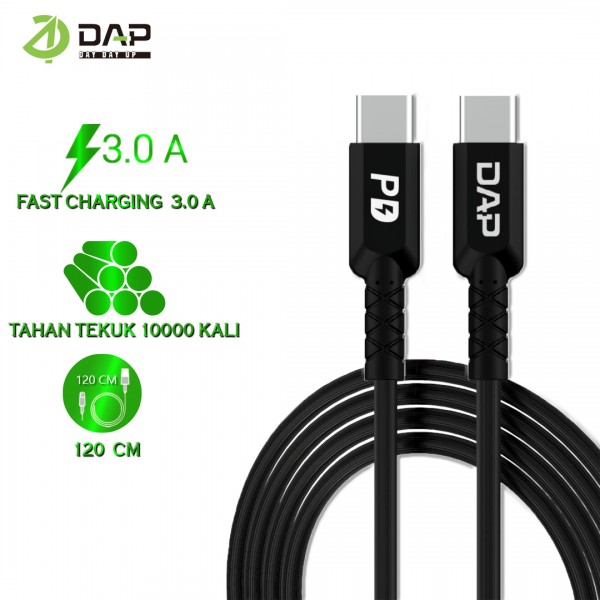 DAP
DAY DAY UP
3.0 A
FAST CHARGING 3.0 A
TAHAN TEKUK 10000 KALI
120 CM
120 CM
PD
DAP